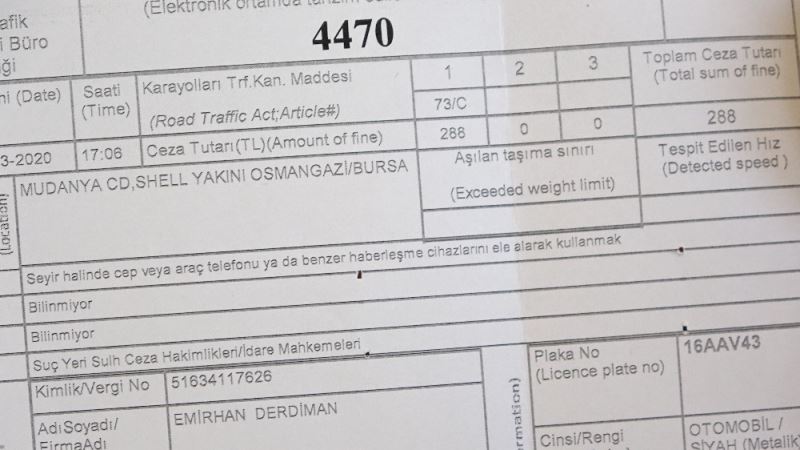 (Elektronik ortamda
afik
i Büro
ği
4470
ni (Date)
Saati
(Time)
Karayolları Trf.Kan. Maddesi
(Road Traffic Act;Article#)
1
2
3
Toplam Ceza Tutarı
(Total sum of fine)
73/C
3-2020
17:06
Ceza Tutarı(TL)(Amount of fine)
288
0
0
288
(Location)
MUDANYA CD,SHELL YAKINI OSMANGAZİ/BURSA
Aşılan taşıma sınırı
(Exceeded weight limit)
Tespit Edilen Hız
(Detected speed )
Seyir halinde cep veya araç telefonu ya da benzer haberleşme cihazlarını ele alarak kullanmak
Bilinmiyor
Bilinmiyor
Suç Yeri Sulh Ceza Hakimlikleri/İdare Mahkemeleri
Kimlik/Vergi No
51634117626
Plaka No
(Licence plate no)
16AAV43
AdıSoyadı/
FirmaAdı
EMİRHAN DERDİMAN
rmation)
Cinsi/Rengi
OTOMOBİL /
SİYAH (Metalik)